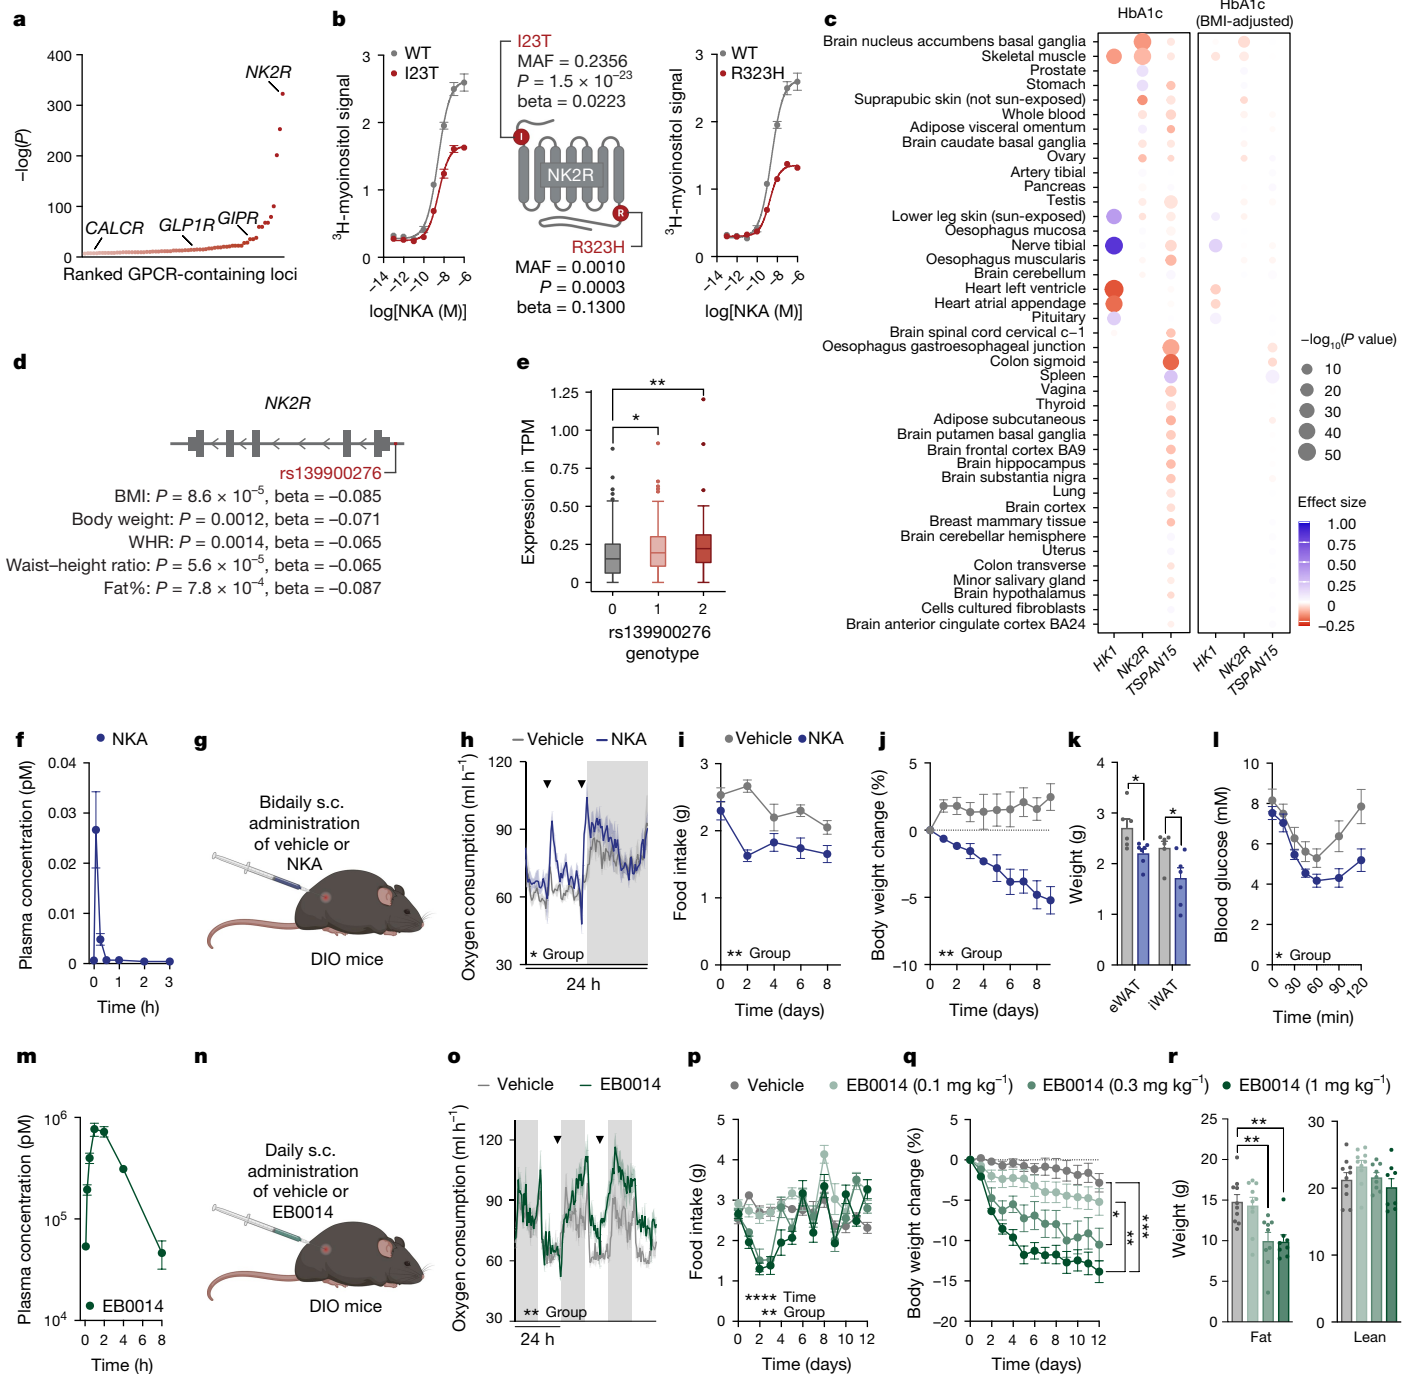 a
400
300
200
100
0
−log(P)
NK2R
CALCR
GLP1R
GIPR
Ranked GPCR-containing loci
b
WT
I23T
3
2
1
0
³H-myoinositol signal
−14
−12
−10
−8
−6
log[NKA (M)]
I23T
MAF = 0.2356
P = 1.5 × 10⁻²³
beta = 0.0223
I
NK2R
R
R323H
MAF = 0.0010
P = 0.0003
beta = 0.1300
WT
R323H
3
2
1
0
³H-myoinositol signal
−14
−12
−10
−8
−6
log[NKA (M)]
c
HbA1c
HbA1c
(BMI-adjusted)
Brain nucleus accumbens basal ganglia
Skeletal muscle
Prostate
Stomach
Suprapubic skin (not sun-exposed)
Whole blood
Adipose visceral omentum
Brain caudate basal ganglia
Ovary
Artery tibial
Pancreas
Testis
Lower leg skin (sun-exposed)
Oesophagus mucosa
Nerve tibial
Oesophagus muscularis
Brain cerebellum
Heart left ventricle
Heart atrial appendage
Pituitary
Brain spinal cord cervical c−1
Oesophagus gastroesophageal junction
Colon sigmoid
Spleen
Vagina
Thyroid
Adipose subcutaneous
Brain putamen basal ganglia
Brain frontal cortex BA9
Brain hippocampus
Brain substantia nigra
Lung
Brain cortex
Breast mammary tissue
Brain cerebellar hemisphere
Uterus
Colon transverse
Minor salivary gland
Brain hypothalamus
Cells cultured fibroblasts
Brain anterior cingulate cortex BA24
HK1
NK2R
TSPAN15
HK1
NK2R
TSPAN15
−log₁₀(P value)
10
20
30
40
50
Effect size
1.00
0.75
0.50
0.25
0
−0.25
d
NK2R
rs139900276
BMI: P = 8.6 × 10⁻⁵, beta = −0.085
Body weight: P = 0.0012, beta = −0.071
WHR: P = 0.0014, beta = −0.065
Waist–height ratio: P = 5.6 × 10⁻⁵, beta = −0.065
Fat%: P = 7.8 × 10⁻⁴, beta = −0.087
e
1.25
1.00
0.75
0.50
0.25
0
Expression in TPM
**
*
0
1
2
rs139900276
genotype
f
NKA
0.04
0.03
0.02
0.01
0
Plasma concentration (pM)
0
1
2
3
Time (h)
g
Bidaily s.c.
administration
of vehicle or
NKA
DIO mice
h
Vehicle
NKA
120
90
60
30
Oxygen consumption (ml h⁻¹)
* Group
24 h
i
Vehicle
NKA
3
2
1
0
Food intake (g)
** Group
0
2
4
6
8
Time (days)
j
5
0
−5
−10
Body weight change (%)
** Group
0
2
4
6
8
Time (days)
k
4
3
2
1
0
Weight (g)
*
*
eWAT
iWAT
l
10
8
6
4
2
0
Blood glucose (mM)
* Group
0
30
60
90
120
Time (min)
m
10⁶
10⁵
10⁴
Plasma concentration (pM)
EB0014
0
2
4
6
8
Time (h)
n
Daily s.c.
administration
of vehicle or
EB0014
DIO mice
o
Vehicle
EB0014
120
90
60
30
Oxygen consumption (ml h⁻¹)
** Group
24 h
p
Vehicle
EB0014 (0.1 mg kg⁻¹)
EB0014 (0.3 mg kg⁻¹)
EB0014 (1 mg kg⁻¹)
5
4
3
2
1
0
Food intake (g)
**** Time
** Group
0
2
4
6
8
10
12
Time (days)
q
5
0
−5
−10
−15
−20
Body weight change (%)
*
**
***
0
2
4
6
8
10
12
Time (days)
r
25
20
15
10
5
0
Weight (g)
**
**
Fat
30
20
10
0
Lean